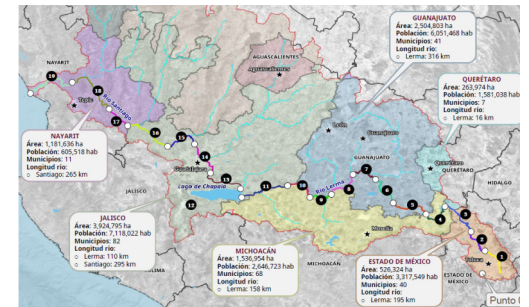 GUANAJUATO
Área: 2,504,803 ha
Población: 6,051,468 hab
Municipios: 41
Longitud río:
○ Lerma: 316 km
NAYARIT
AGUASCALIENTES
Aguascalientes
QUERÉTARO
Área: 263,974 ha
Población: 1,581,038 hab
Municipios: 7
Longitud río:
○ Lerma: 16 km
19
18
Tepic
Río Santiago
17
16
15
14
13
12
11
10
9
8
7
6
5
4
3
2
1
León
Guanajuato
GUANAJUATO
Querétaro
QUERÉTARO
HIDALGO
NAYARIT
Área: 1,181,636 ha
Población: 605,518 hab
Municipios: 11
Longitud río:
○ Santiago: 265 km
Guadalajara
Lago de Chapala
Río Lerma
JALISCO
JALISCO
Área: 3,924,795 ha
Población: 7,118,022 hab
Municipios: 82
Longitud río:
○ Lerma: 110 km
○ Santiago: 295 km
Morelia
MICHOACÁN
MICHOACÁN
Área: 1,536,954 ha
Población: 2,646,723 hab
Municipios: 68
Longitud río:
○ Lerma: 158 km
Toluca
ESTADO DE MÉXICO
Área: 526,324 ha
Población: 3,317,549 hab
Municipios: 40
Longitud río:
○ Lerma: 195 km
ESTADO DE
MÉXICO
Punto